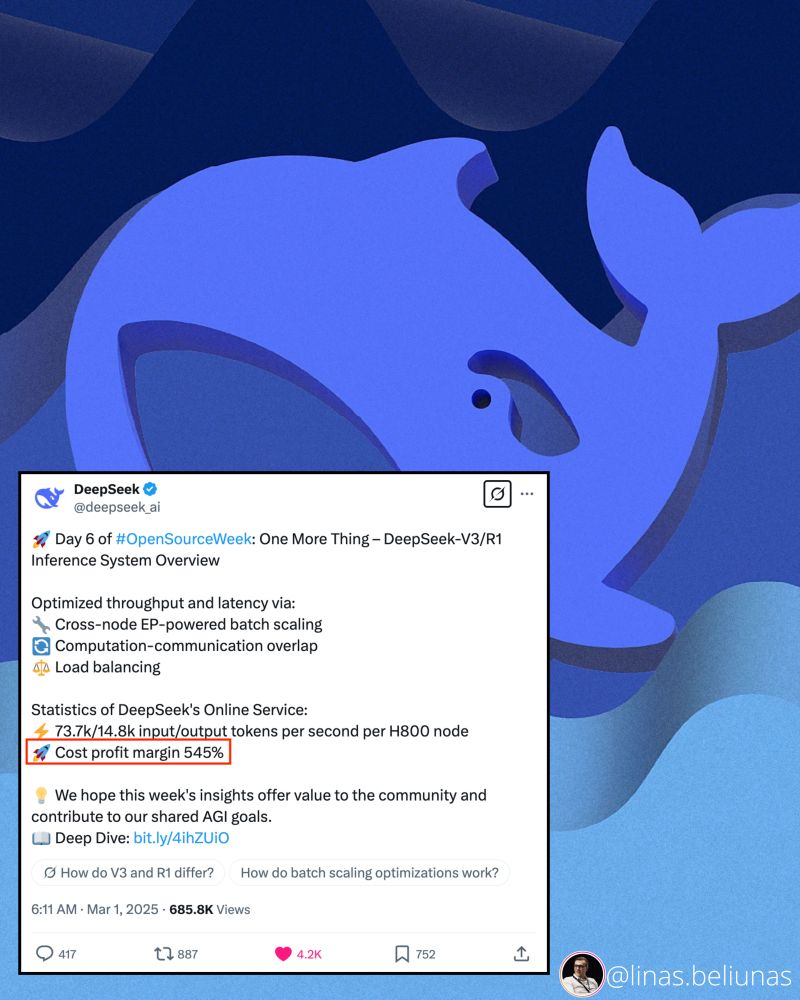 DeepSeek
@deepseek_ai
🚀 Day 6 of #OpenSourceWeek: One More Thing – DeepSeek-V3/R1
Inference System Overview
Optimized throughput and latency via:
🔧 Cross-node EP-powered batch scaling
🔄 Computation-communication overlap
⚖️ Load balancing
Statistics of DeepSeek's Online Service:
⚡ 73.7k/14.8k input/output tokens per second per H800 node
🚀 Cost profit margin 545%
💡 We hope this week's insights offer value to the community and
contribute to our shared AGI goals.
📖 Deep Dive: bit.ly/4ihZUiO
How do V3 and R1 differ? How do batch scaling optimizations work?
6:11 AM · Mar 1, 2025 · 685.8K Views
417 887 4.2K 752
@linas.beliunas